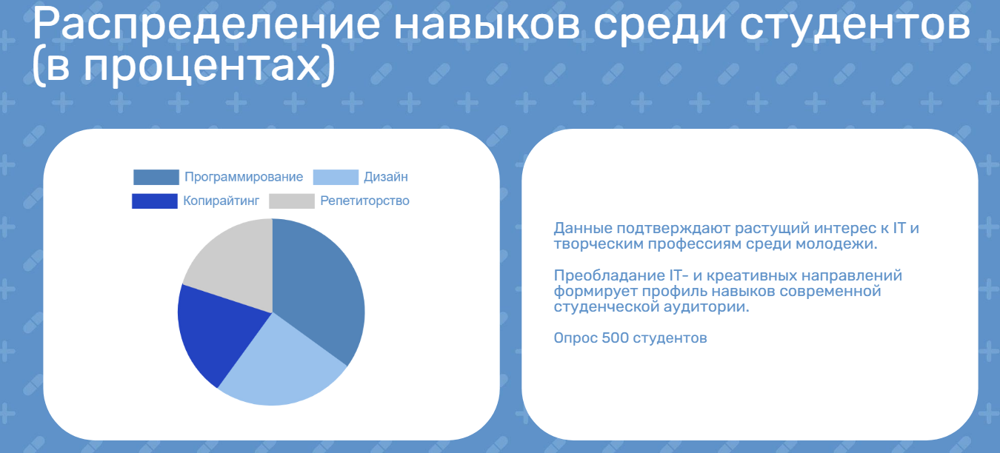 Распределение навыков среди студентов
(в процентах)
Программирование
Дизайн
Копирайтинг
Репетиторство
Данные подтверждают растущий интерес к IT и
творческим профессиям среди молодежи.
Преобладание IT- и креативных направлений
формирует профиль навыков современной
студенческой аудитории.
Опрос 500 студентов